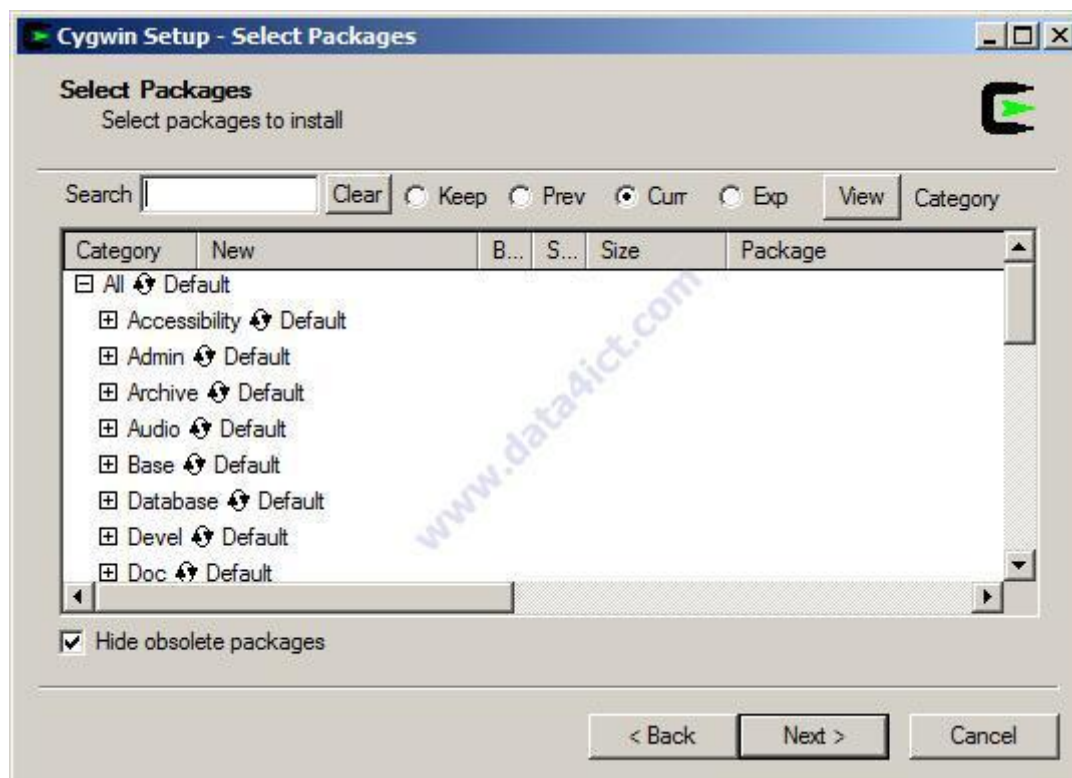 Cygwin Setup - Select Packages
Select Packages
Select packages to install
Search Clear Keep Prev Curr Exp View Category
Category New B... S... Size Package
All Default
Accessibility Default
Admin Default
Archive Default
Audio Default
Base Default
Database Default
Devel Default
Doc Default
www.data4ict.com
Hide obsolete packages
< Back Next > Cancel